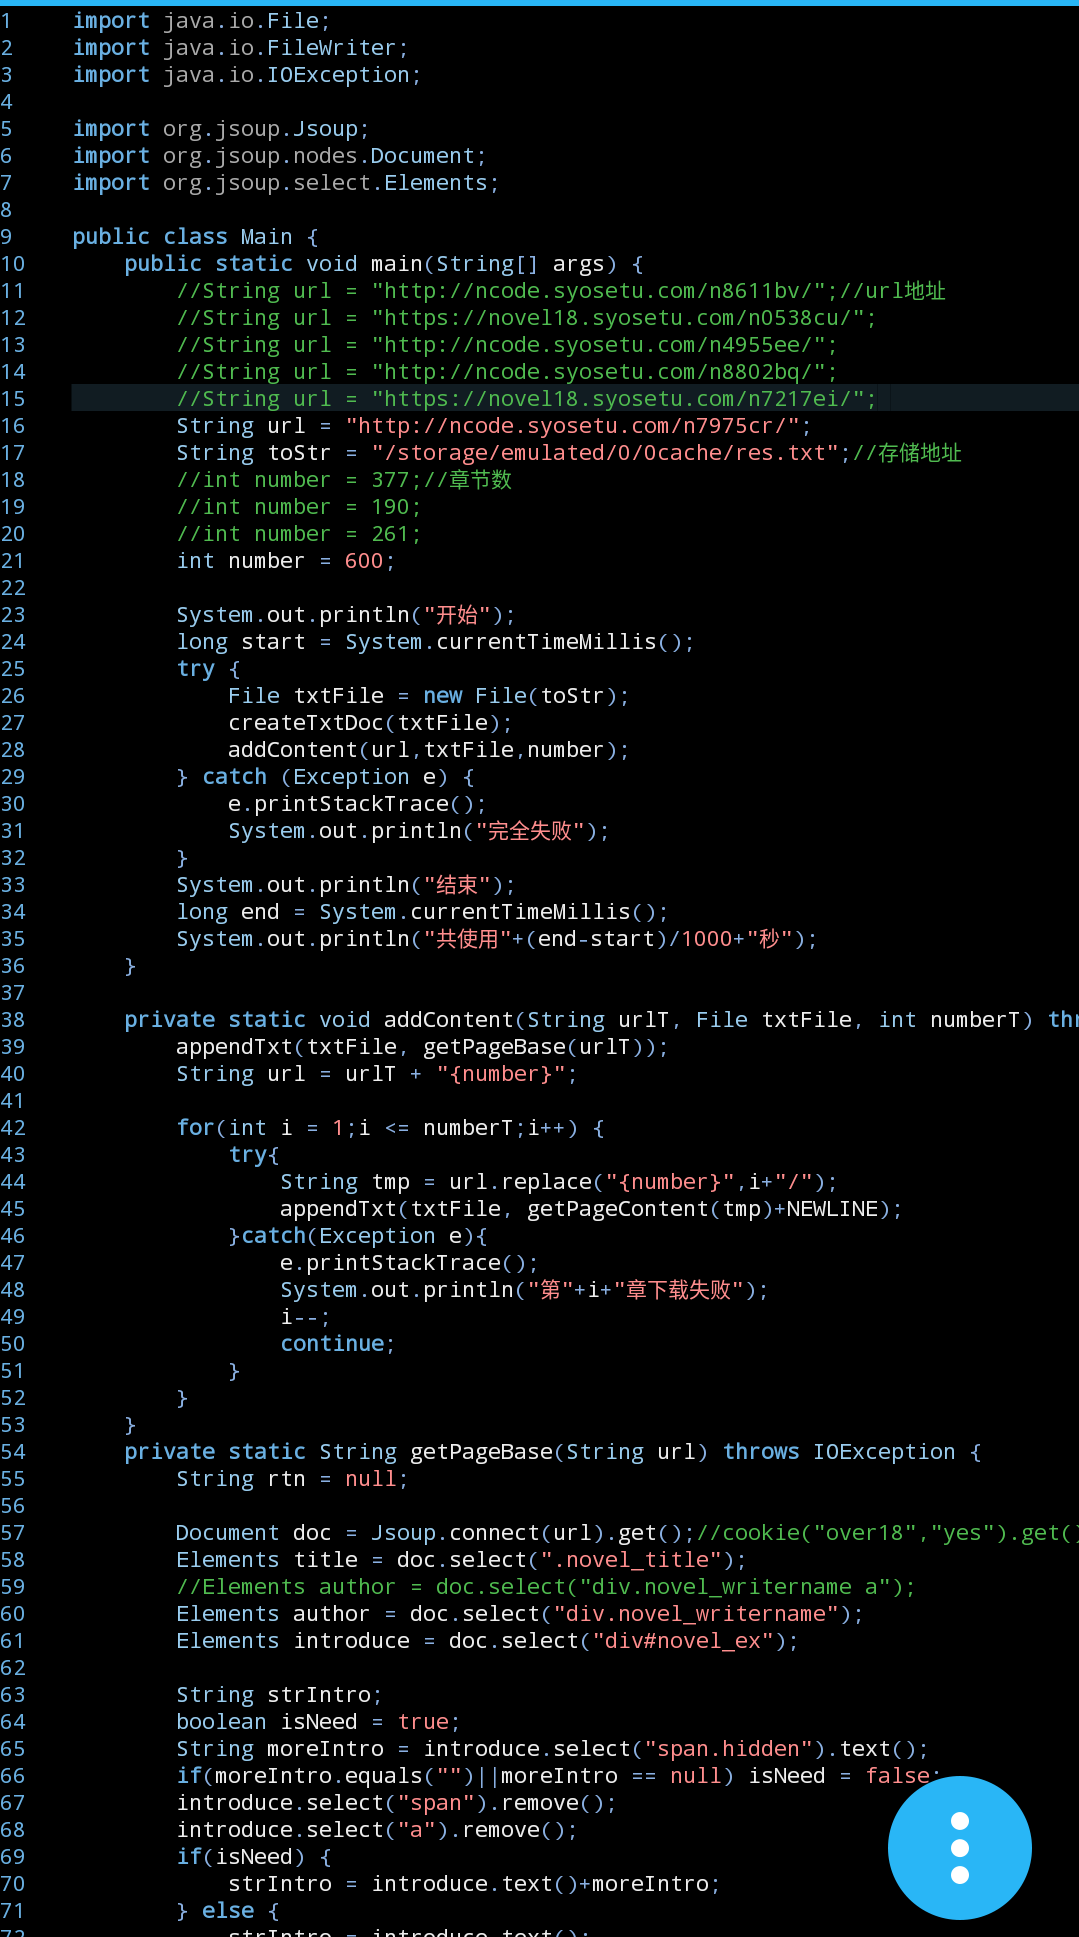 1 import java.io.File;
2 import java.io.FileWriter;
3 import java.io.IOException;
4
5 import org.jsoup.Jsoup;
6 import org.jsoup.nodes.Document;
7 import org.jsoup.select.Elements;
8
9 public class Main {
10     public static void main(String[] args) {
11         //String url = "http://ncode.syosetu.com/n8611bv/";//url地址
12         //String url = "https://novel18.syosetu.com/n0538cu/";
13         //String url = "http://ncode.syosetu.com/n4955ee/";
14         //String url = "http://ncode.syosetu.com/n8802bq/";
15         //String url = "https://novel18.syosetu.com/n7217ei/";
16         String url = "http://ncode.syosetu.com/n7975cr/";
17         String toStr = "/storage/emulated/0/0cache/res.txt";//存储地址
18         //int number = 377;//章节数
19         //int number = 190;
20         //int number = 261;
21         int number = 600;
22
23         System.out.println("开始");
24         long start = System.currentTimeMillis();
25         try {
26             File txtFile = new File(toStr);
27             createTxtDoc(txtFile);
28             addContent(url,txtFile,number);
29         } catch (Exception e) {
30             e.printStackTrace();
31             System.out.println("完全失败");
32         }
33         System.out.println("结束");
34         long end = System.currentTimeMillis();
35         System.out.println("共使用"+(end-start)/1000+"秒");
36     }
37
38     private static void addContent(String urlT, File txtFile, int numberT) thr
39         appendTxt(txtFile, getPageBase(urlT));
40         String url = urlT + "{number}";
41
42         for(int i = 1;i <= numberT;i++) {
43             try{
44                 String tmp = url.replace("{number}",i+"/");
45                 appendTxt(txtFile, getPageContent(tmp)+NEWLINE);
46             }catch(Exception e){
47                 e.printStackTrace();
48                 System.out.println("第"+i+"章下载失败");
49                 i--;
50                 continue;
51             }
52         }
53     }
54     private static String getPageBase(String url) throws IOException {
55         String rtn = null;
56
57         Document doc = Jsoup.connect(url).get();//cookie("over18","yes").get()
58         Elements title = doc.select(".novel_title");
59         //Elements author = doc.select("div.novel_writername a");
60         Elements author = doc.select("div.novel_writername");
61         Elements introduce = doc.select("div#novel_ex");
62
63         String strIntro;
64         boolean isNeed = true;
65         String moreIntro = introduce.select("span.hidden").text();
66         if(moreIntro.equals("")||moreIntro == null) isNeed = false;
67         introduce.select("span").remove();
68         introduce.select("a").remove();
69         if(isNeed) {
70             strIntro = introduce.text()+moreIntro;
71         } else {
72             strIntro = introduce.text();